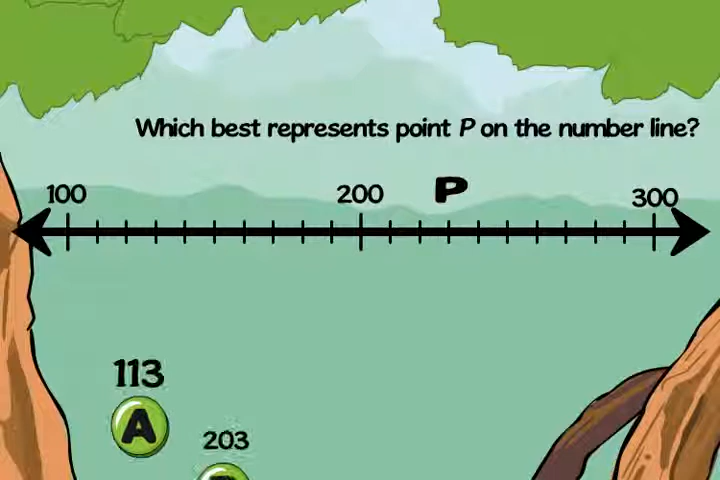 Which best represents point P on the number line?
100 200 P 300
113
A
203